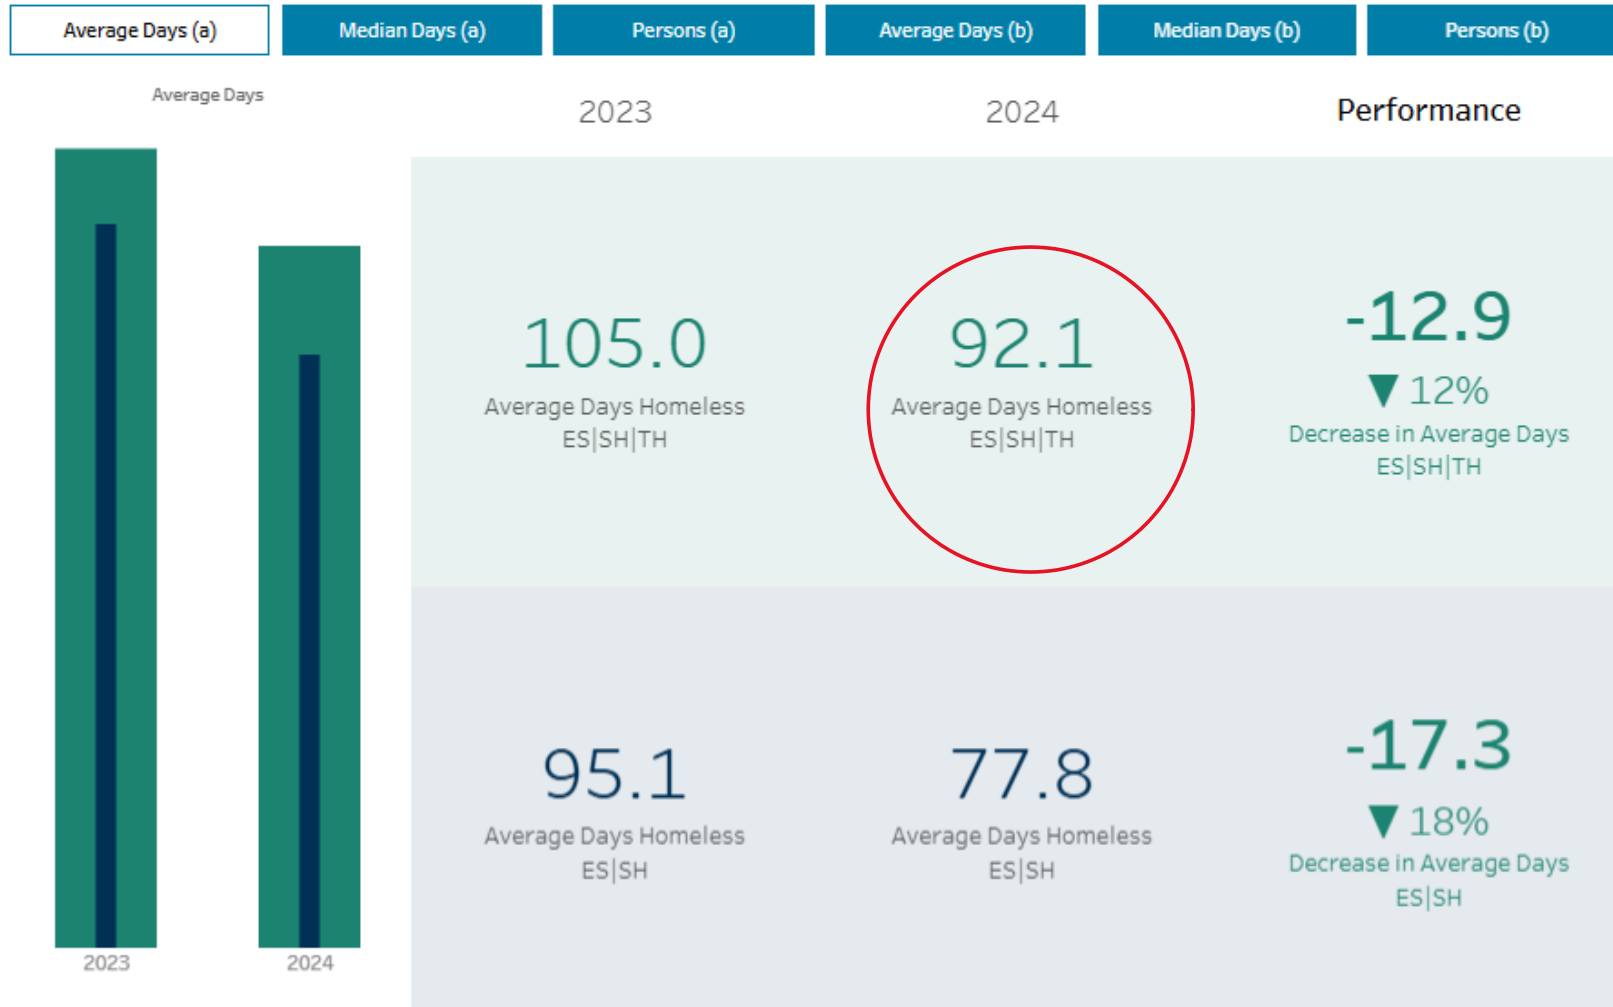 Average Days (a)
Median Days (a)
Persons (a)
Average Days (b)
Median Days (b)
Persons (b)
Average Days
2023
2024
Performance
105.0
Average Days Homeless
ES|SH|TH
92.1
Average Days Homeless
ES|SH|TH
-12.9
▼ 12%
Decrease in Average Days
ES|SH|TH
95.1
Average Days Homeless
ES|SH
77.8
Average Days Homeless
ES|SH
-17.3
▼ 18%
Decrease in Average Days
ES|SH
2023
2024